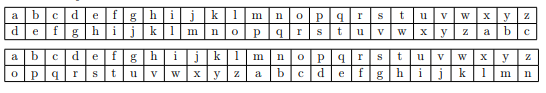 a b c d e f g h i j k l m n o p q r s t u v w x y z
d e f g h i j k l m n o p q r s t u v w x y z a b c
a b c d e f g h i j k l m n o p q r s t u v w x y z
o p q r s t u v w x y z a b c d e f g h i j k l m n